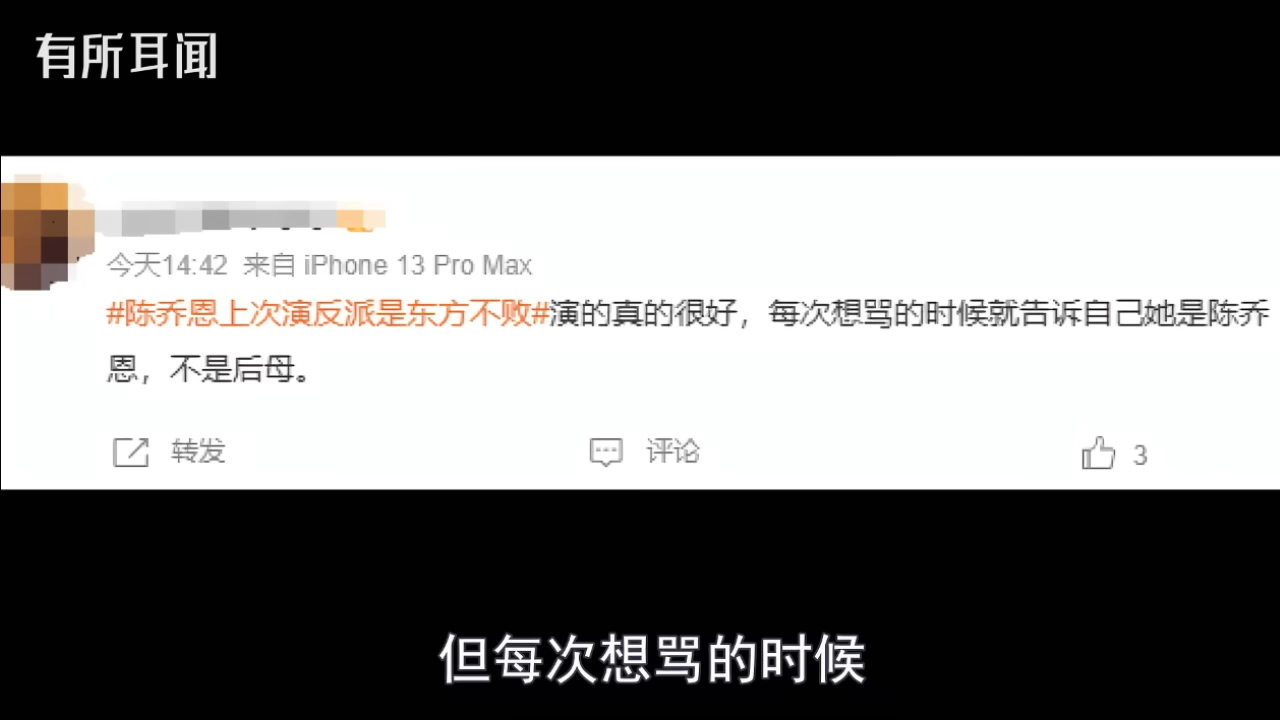 有所耳闻
今天14:42 来自 iPhone 13 Pro Max
#陈乔恩上次演反派是东方不败#演的真的很好，每次想骂的时候就告诉自己她是陈乔
恩，不是后母。
转发 评论 3
但每次想骂的时候